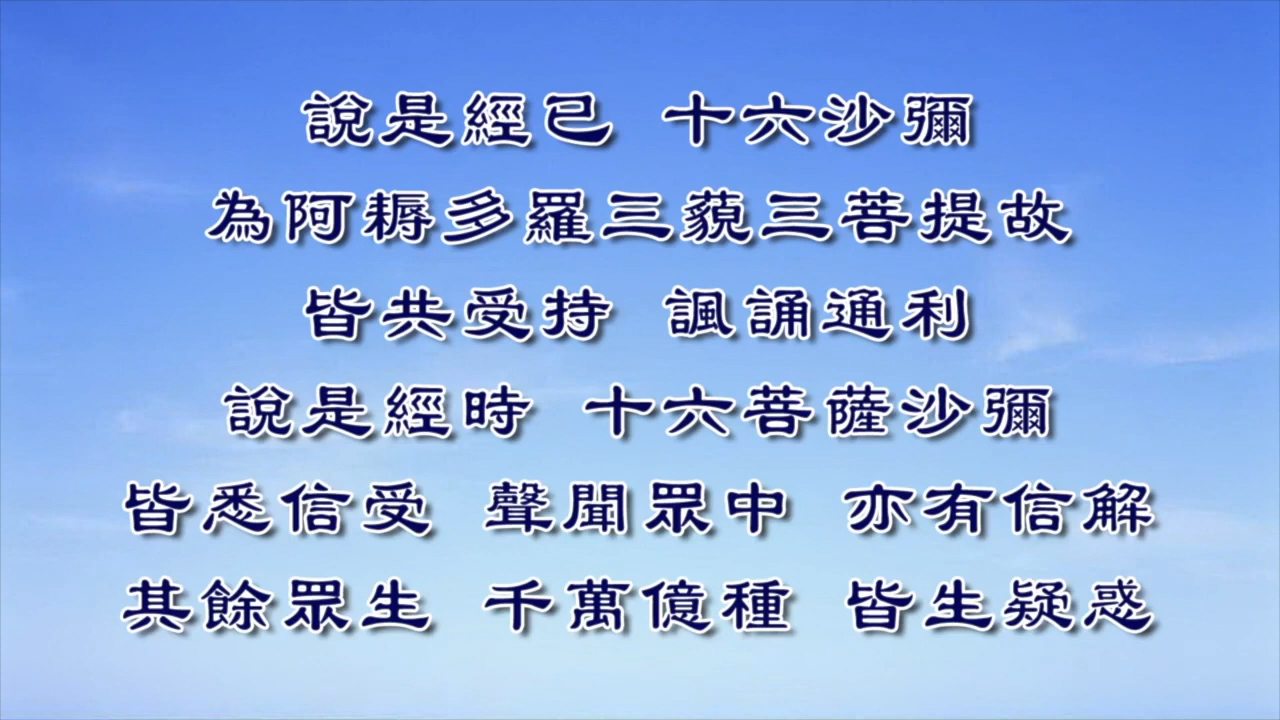 說是經已 十六沙彌
為阿耨多羅三藐三菩提故
皆共受持 諷誦通利
說是經時 十六菩薩沙彌
皆悉信受 聲聞眾中 亦有信解
其餘眾生 千萬億種 皆生疑惑